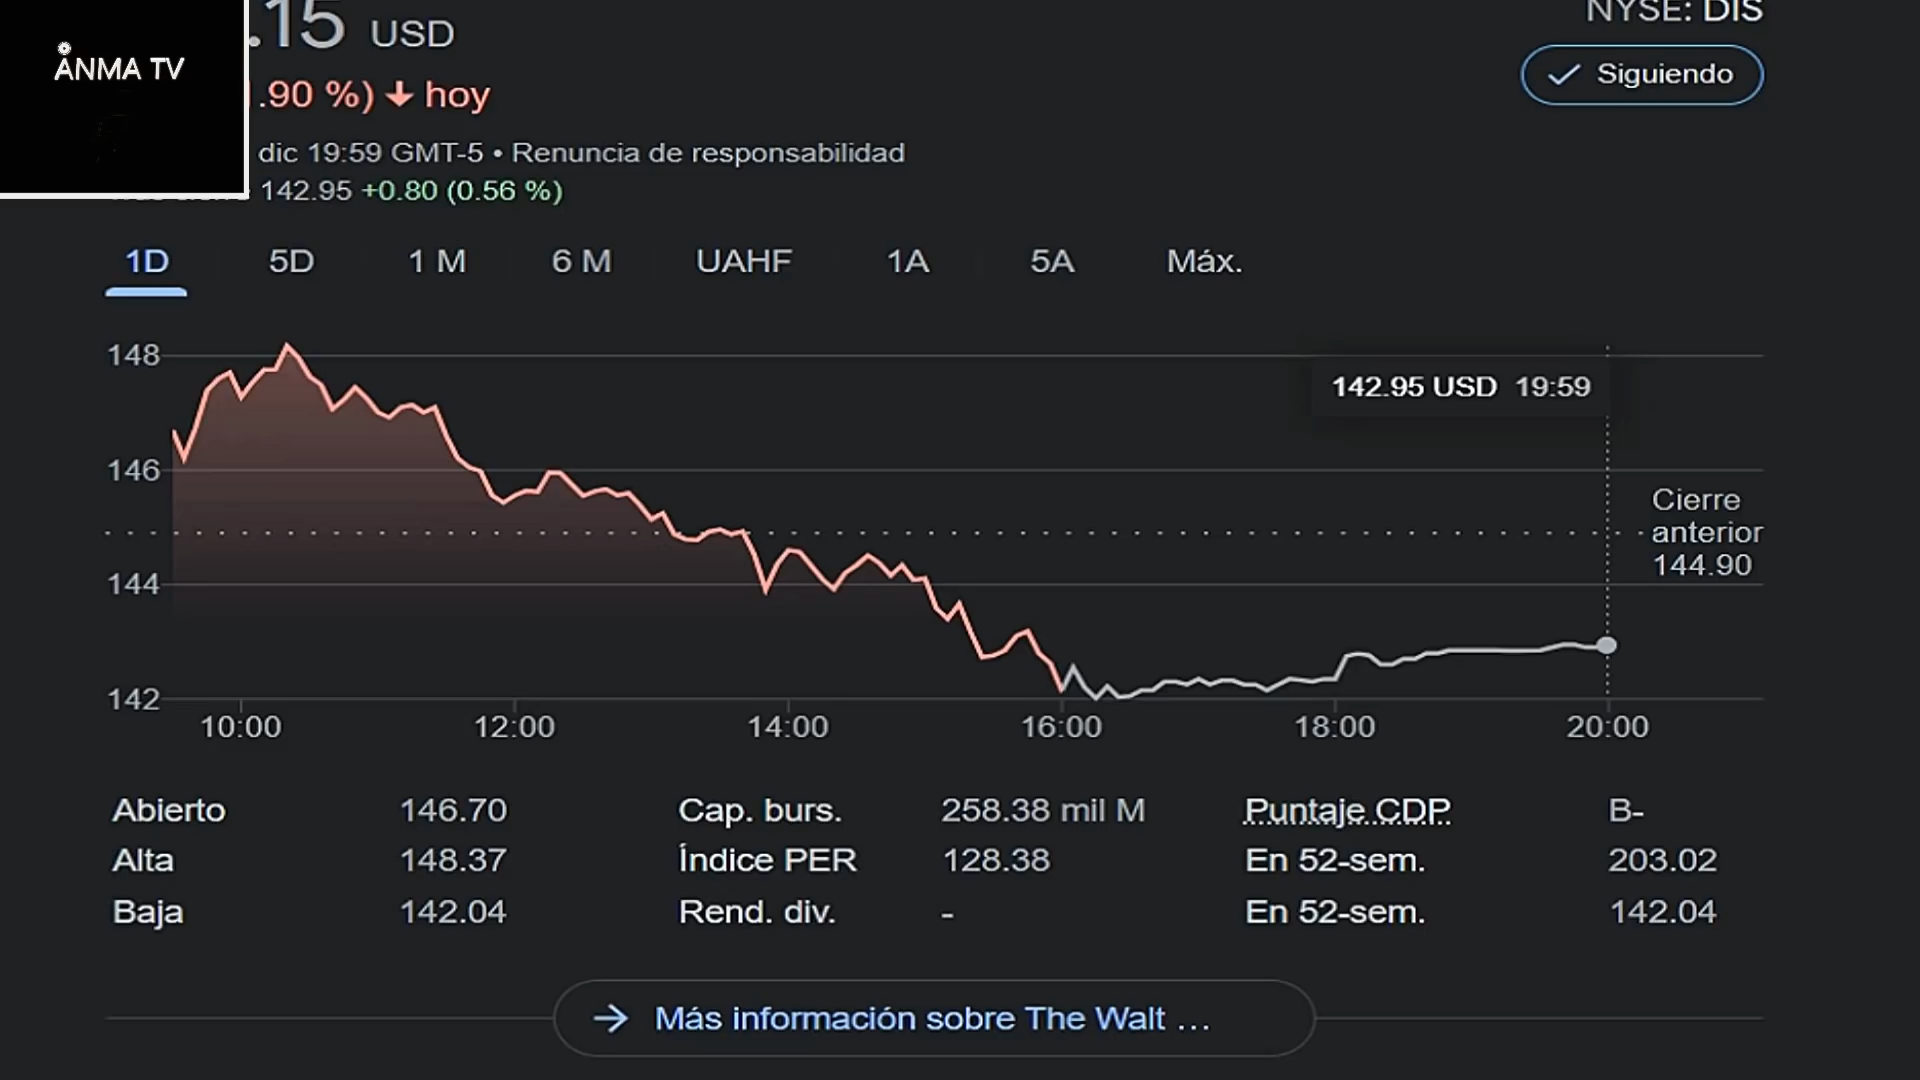 ÅNMA TV
.15 USD
NYSE: DIS
Siguiendo
.90 %) ↓ hoy
dic 19:59 GMT-5 • Renuncia de responsabilidad
142.95 +0.80 (0.56 %)
1D 5D 1 M 6 M UAHF 1A 5A Máx.
148
142.95 USD 19:59
146
Cierre
anterior
144.90
144
142
10:00 12:00 14:00 16:00 18:00 20:00
Abierto 146.70 Cap. burs. 258.38 mil M Puntaje CDP B-
Alta 148.37 Índice PER 128.38 En 52-sem. 203.02
Baja 142.04 Rend. div. - En 52-sem. 142.04
→ Más información sobre The Walt ...